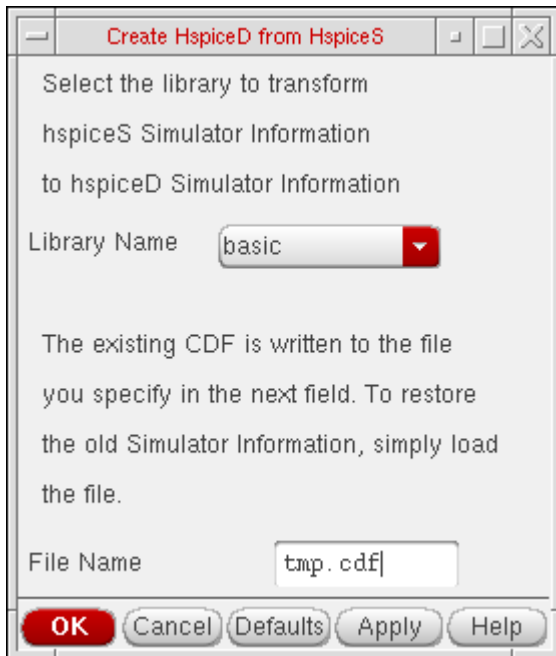 Create HspiceD from HspiceS
Select the library to transform
hspiceS Simulator Information
to hspiceD Simulator Information
Library Name basic
The existing CDF is written to the file
you specify in the next field. To restore
the old Simulator Information, simply load
the file.
File Name tmp.cdf
OK Cancel Defaults Apply Help